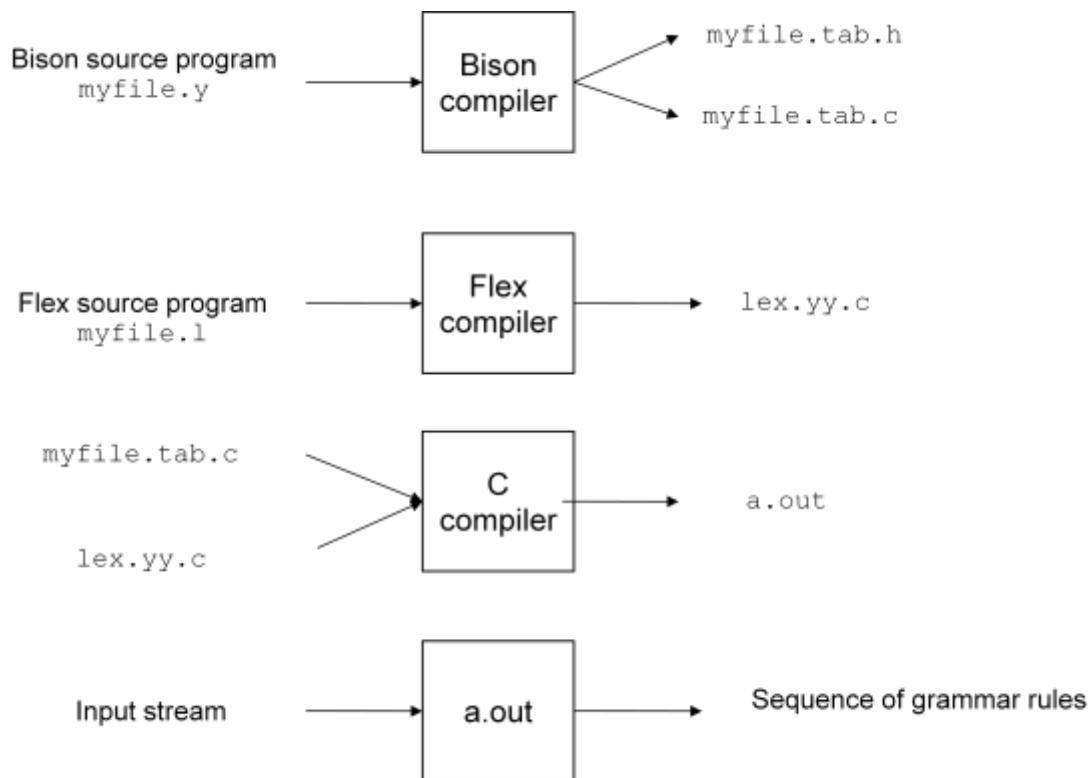 Bison source program
myfile.y
Bison
compiler
myfile.tab.h
myfile.tab.c
Flex source program
myfile.l
Flex
compiler
lex.yy.c
myfile.tab.c
lex.yy.c
C
compiler
a.out
Input stream
a.out
Sequence of grammar rules